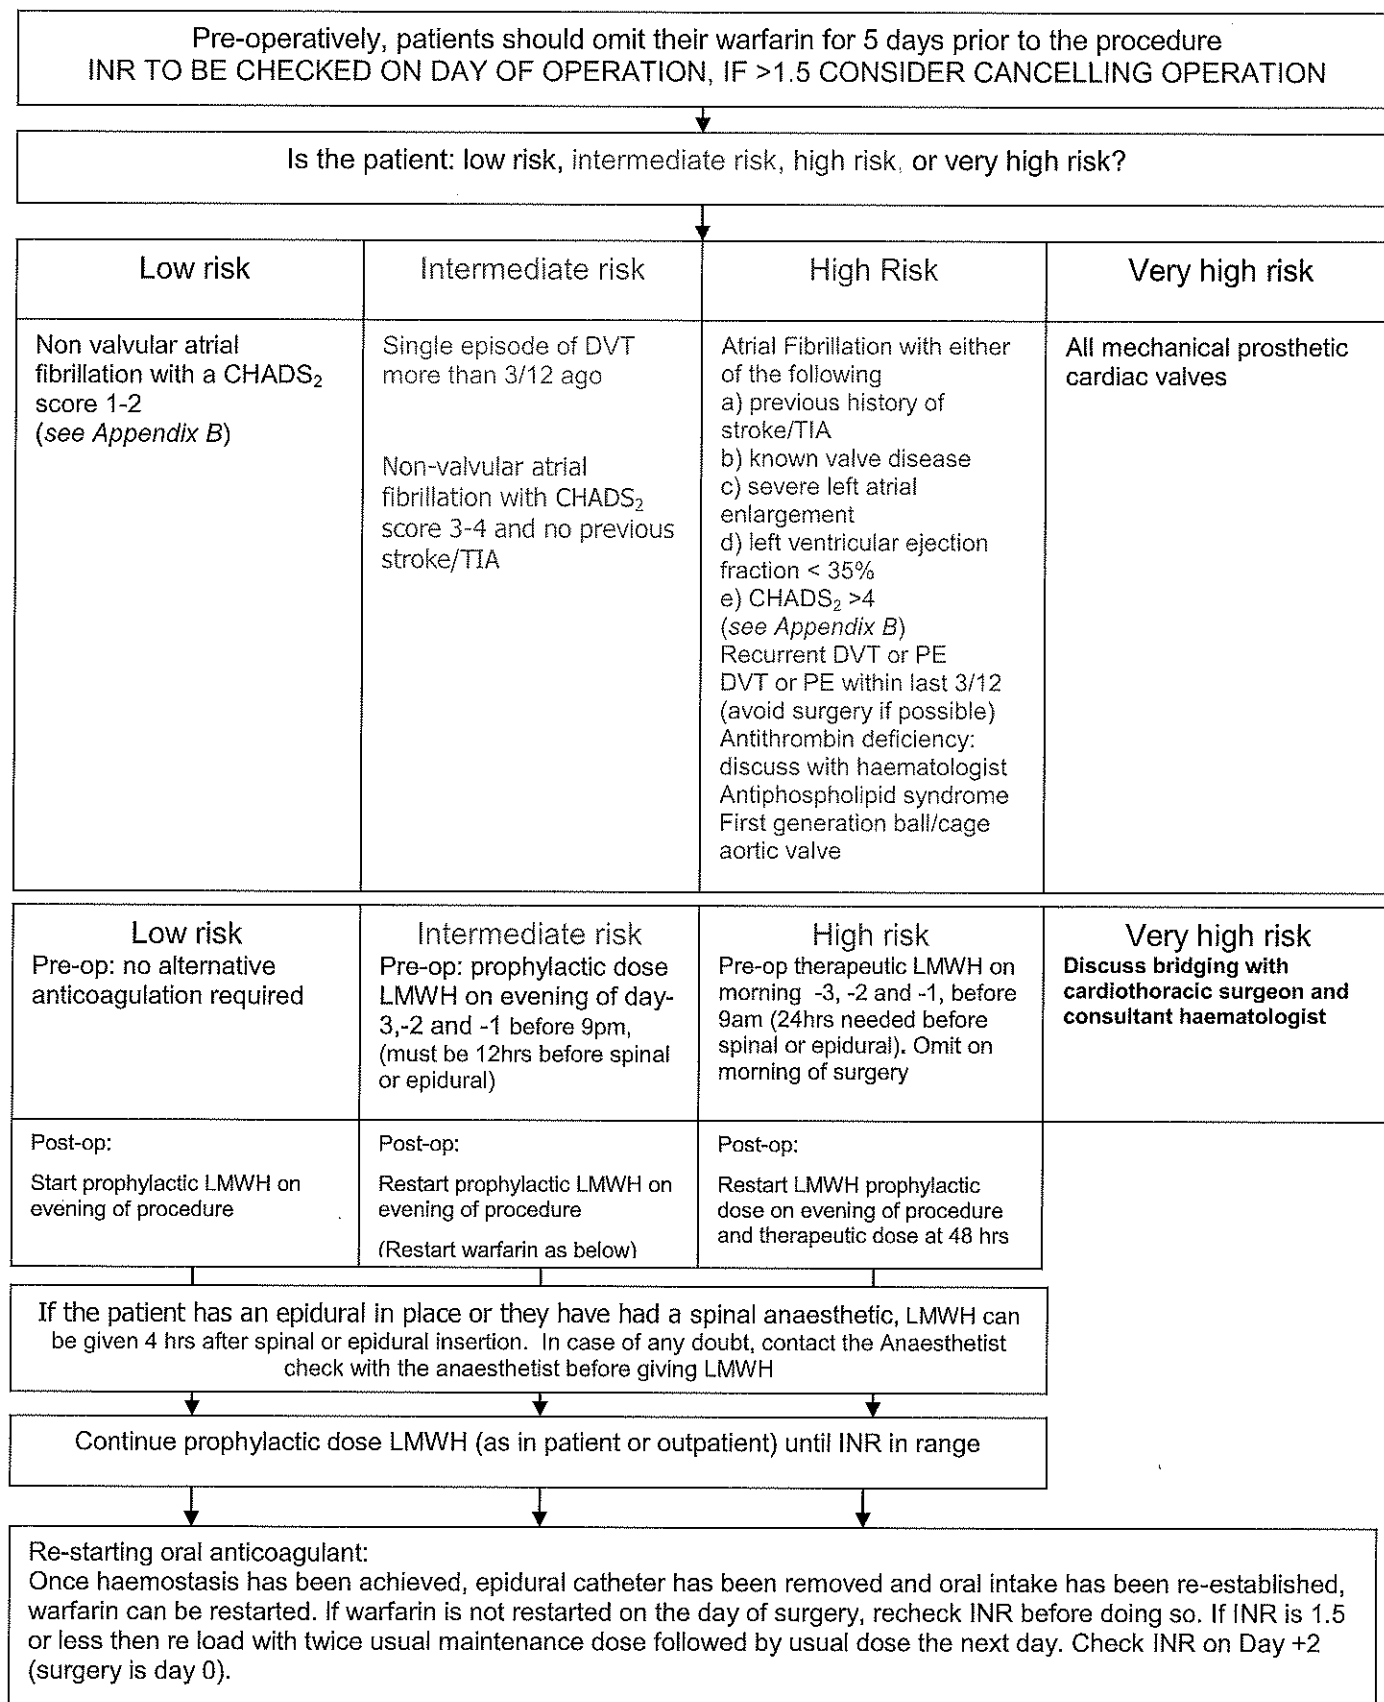 Pre-operatively, patients should omit their warfarin for 5 days prior to the procedure
INR TO BE CHECKED ON DAY OF OPERATION, IF >1.5 CONSIDER CANCELLING OPERATION
Is the patient: low risk, intermediate risk, high risk, or very high risk?
Low risk
Non valvular atrial
fibrillation with a CHADS₂
score 1-2
(see Appendix B)
Intermediate risk
Single episode of DVT
more than 3/12 ago
Non-valvular atrial
fibrillation with CHADS₂
score 3-4 and no previous
stroke/TIA
High Risk
Atrial Fibrillation with either
of the following
a) previous history of
stroke/TIA
b) known valve disease
c) severe left atrial
enlargement
d) left ventricular ejection
fraction < 35%
e) CHADS₂ >4
(see Appendix B)
Recurrent DVT or PE
DVT or PE within last 3/12
(avoid surgery if possible)
Antithrombin deficiency:
discuss with haematologist
Antiphospholipid syndrome
First generation ball/cage
aortic valve
Very high risk
All mechanical prosthetic
cardiac valves
Low risk
Pre-op: no alternative
anticoagulation required
Intermediate risk
Pre-op: prophylactic dose
LMWH on evening of day-
3,-2 and -1 before 9pm,
(must be 12hrs before spinal
or epidural)
High risk
Pre-op therapeutic LMWH on
morning -3, -2 and -1, before
9am (24hrs needed before
spinal or epidural). Omit on
morning of surgery
Very high risk
Discuss bridging with
cardiothoracic surgeon and
consultant haematologist
Post-op:
Start prophylactic LMWH on
evening of procedure
Post-op:
Restart prophylactic LMWH on
evening of procedure
(Restart warfarin as below)
Post-op:
Restart LMWH prophylactic
dose on evening of procedure
and therapeutic dose at 48 hrs
If the patient has an epidural in place or they have had a spinal anaesthetic, LMWH can
be given 4 hrs after spinal or epidural insertion. In case of any doubt, contact the Anaesthetist
check with the anaesthetist before giving LMWH
Continue prophylactic dose LMWH (as in patient or outpatient) until INR in range
Re-starting oral anticoagulant:
Once haemostasis has been achieved, epidural catheter has been removed and oral intake has been re-established,
warfarin can be restarted. If warfarin is not restarted on the day of surgery, recheck INR before doing so. If INR is 1.5
or less then re load with twice usual maintenance dose followed by usual dose the next day. Check INR on Day +2
(surgery is day 0).